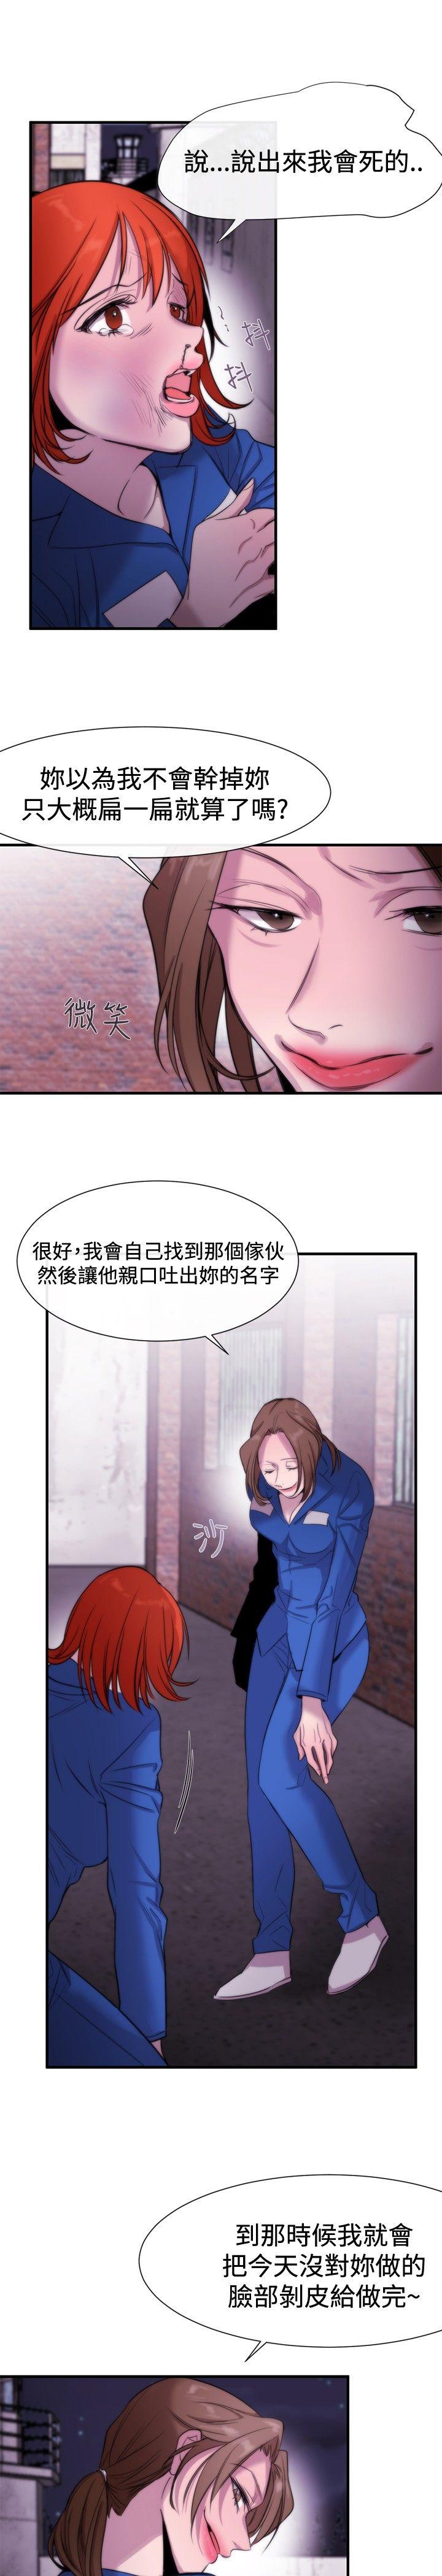 說...說出來我會死的..
抖
抖
妳以為我不會幹掉妳
只大概扁一扁就算了嗎?
微笑
很好,我會自己找到那個傢伙
然後讓他親口吐出妳的名字
沙
到那時候我就會
把今天沒對妳做的
臉部剝皮給做完~